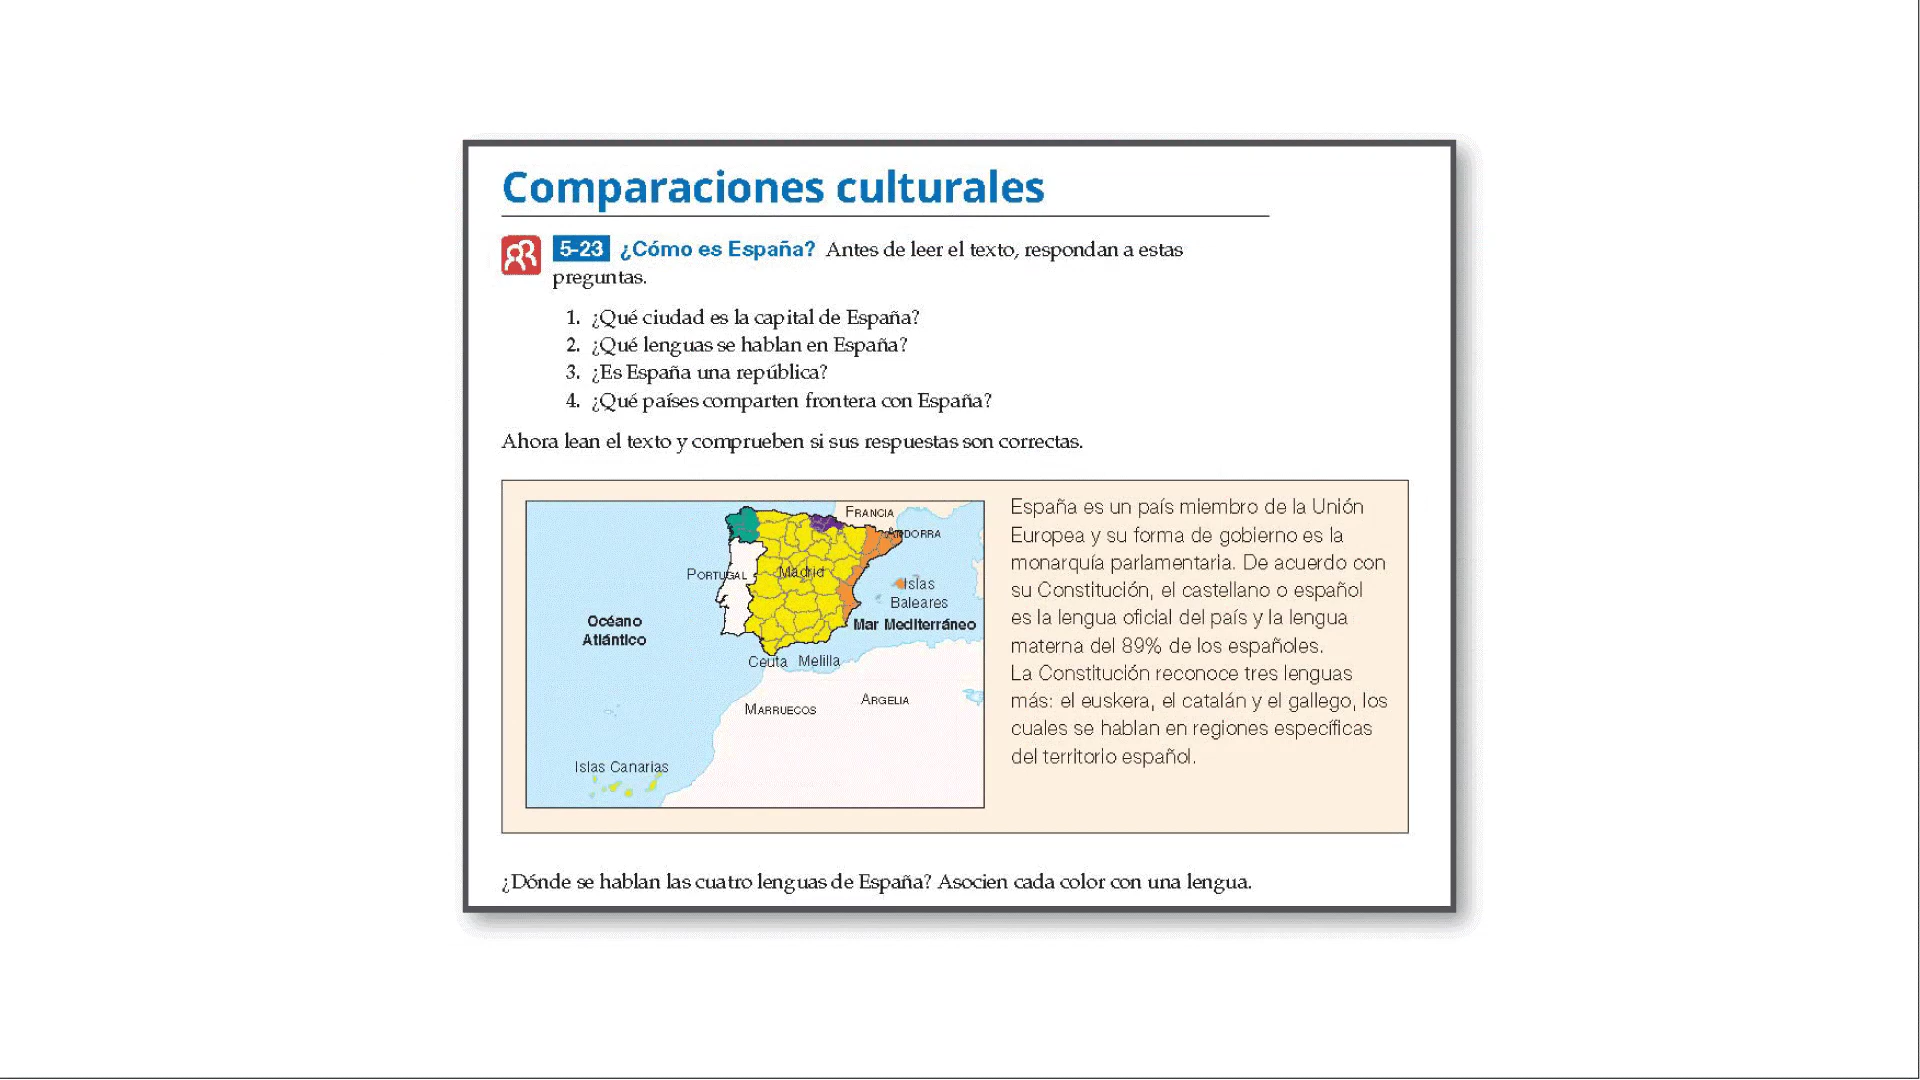 Comparaciones culturales
5-23 ¿Cómo es España? Antes de leer el texto, respondan a estas
preguntas.
1. ¿Qué ciudad es la capital de España?
2. ¿Qué lenguas se hablan en España?
3. ¿Es España una república?
4. ¿Qué países comparten frontera con España?
Ahora lean el texto y comprueben si sus respuestas son correctas.
FRANCIA
ANDORRA
PORTUGAL
Madrid
Islas
Baleares
Océano
Atlántico
Mar Mediterráneo
Ceuta Melilla
ARGELIA
MARRUECOS
Islas Canarias
España es un país miembro de la Unión
Europea y su forma de gobierno es la
monarquía parlamentaria. De acuerdo con
su Constitución, el castellano o español
es la lengua oficial del país y la lengua
materna del 89% de los españoles.
La Constitución reconoce tres lenguas
más: el euskera, el catalán y el gallego, los
cuales se hablan en regiones específicas
del territorio español.
¿Dónde se hablan las cuatro lenguas de España? Asocien cada color con una lengua.